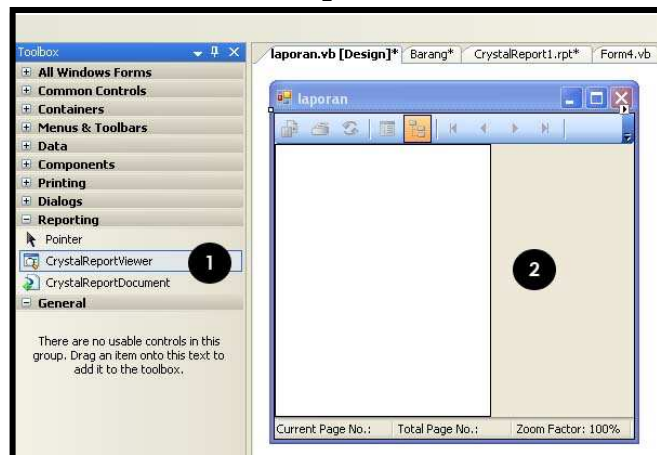 Toolbox
All Windows Forms
Common Controls
Containers
Menus & Toolbars
Data
Components
Printing
Dialogs
Reporting
Pointer
CrystalReportViewer 1
CrystalReportDocument
General
There are no usable controls in this
group. Drag an item onto this text to
add it to the toolbox.
laporan.vb [Design]* Barang* CrystalReport1.rpt* Form4.vb
laporan
2
Current Page No.: Total Page No.: Zoom Factor: 100%